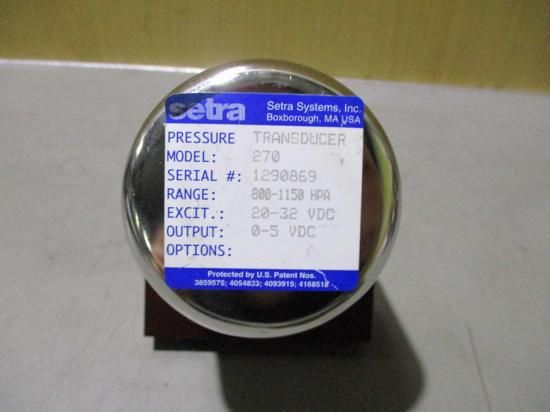 setra Setra Systems, Inc.
Boxborough, MA USA
PRESSURE TRANSDUCER
MODEL: 270
SERIAL #: 1290869
RANGE: 800-1150 HPA
EXCIT.: 20-32 VDC
OUTPUT: 0-5 VDC
OPTIONS:
Protected by U.S. Patent Nos.
3859575; 4054833; 4093915; 4168518